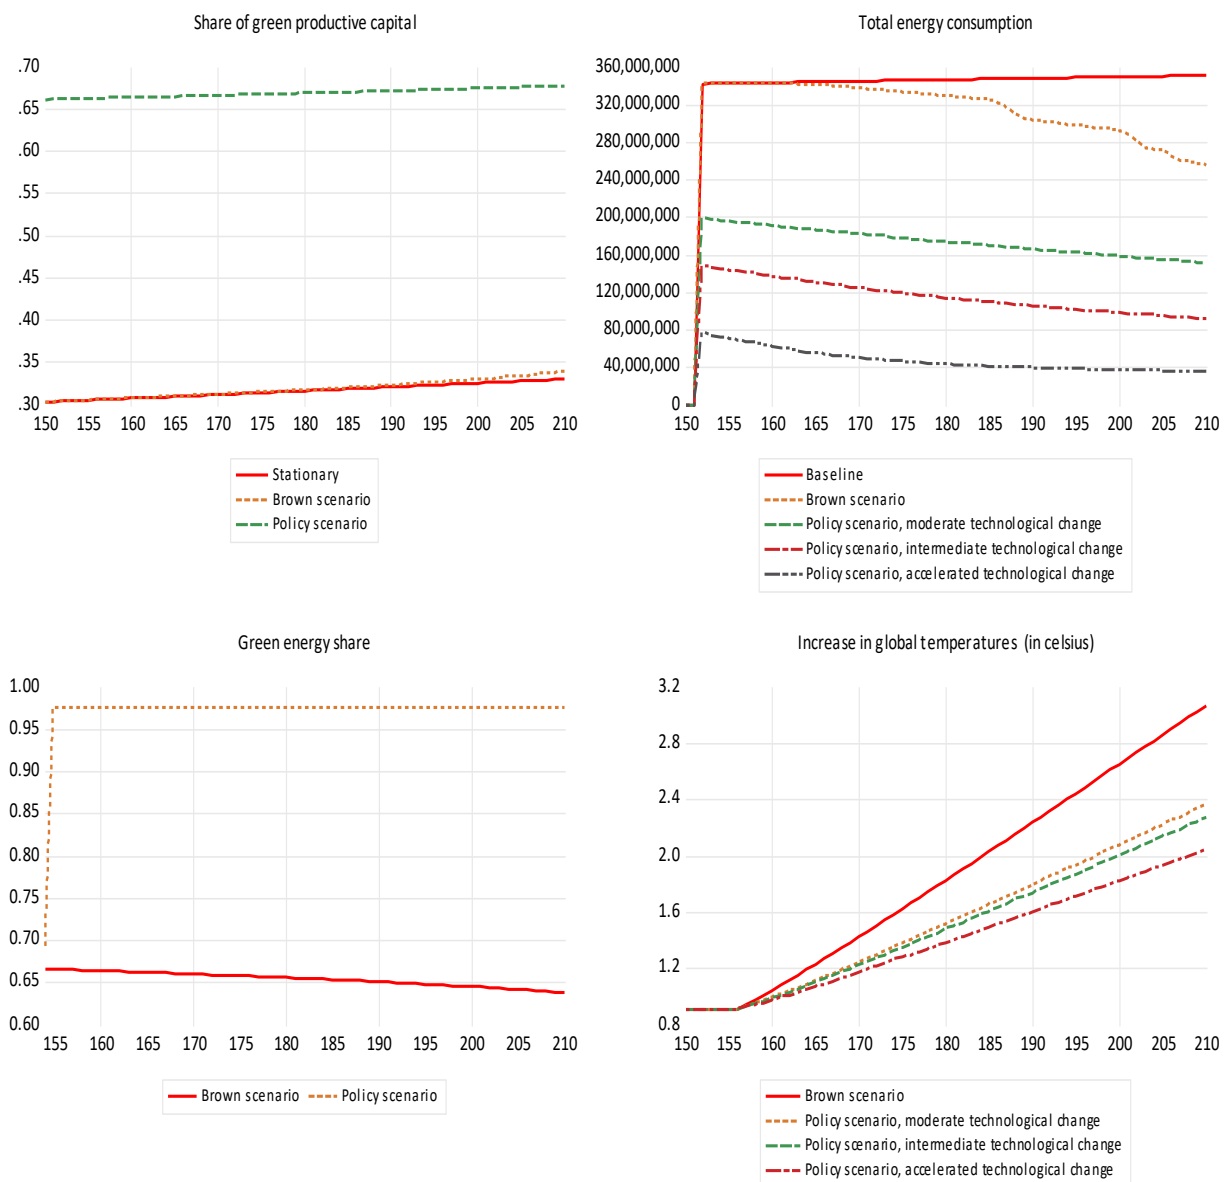 Share of green productive capital
.70
.65
.60
.55
.50
.45
.40
.35
.30
150 155 160 165 170 175 180 185 190 195 200 205 210
Stationary
Brown scenario
Policy scenario
Total energy consumption
360,000,000
320,000,000
280,000,000
240,000,000
200,000,000
160,000,000
120,000,000
80,000,000
40,000,000
0
150 155 160 165 170 175 180 185 190 195 200 205 210
Baseline
Brown scenario
Policy scenario, moderate technological change
Policy scenario, intermediate technological change
Policy scenario, accelerated technological change
Green energy share
1.00
0.95
0.90
0.85
0.80
0.75
0.70
0.65
0.60
155 160 165 170 175 180 185 190 195 200 205 210
Brown scenario Policy scenario
Increase in global temperatures (in celsius)
3.2
2.8
2.4
2.0
1.6
1.2
0.8
150 155 160 165 170 175 180 185 190 195 200 205 210
Brown scenario
Policy scenario, moderate technological change
Policy scenario, intermediate technological change
Policy scenario, accelerated technological change